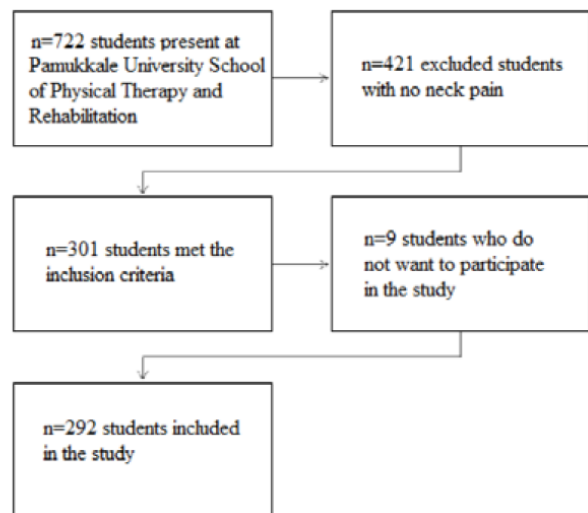 n=722 students present at
Pamukkale University School
of Physical Therapy and
Rehabilitation
n=421 excluded students
with no neck pain
n=301 students met the
inclusion criteria
n=9 students who do
not want to participate
in the study
n=292 students included
in the study